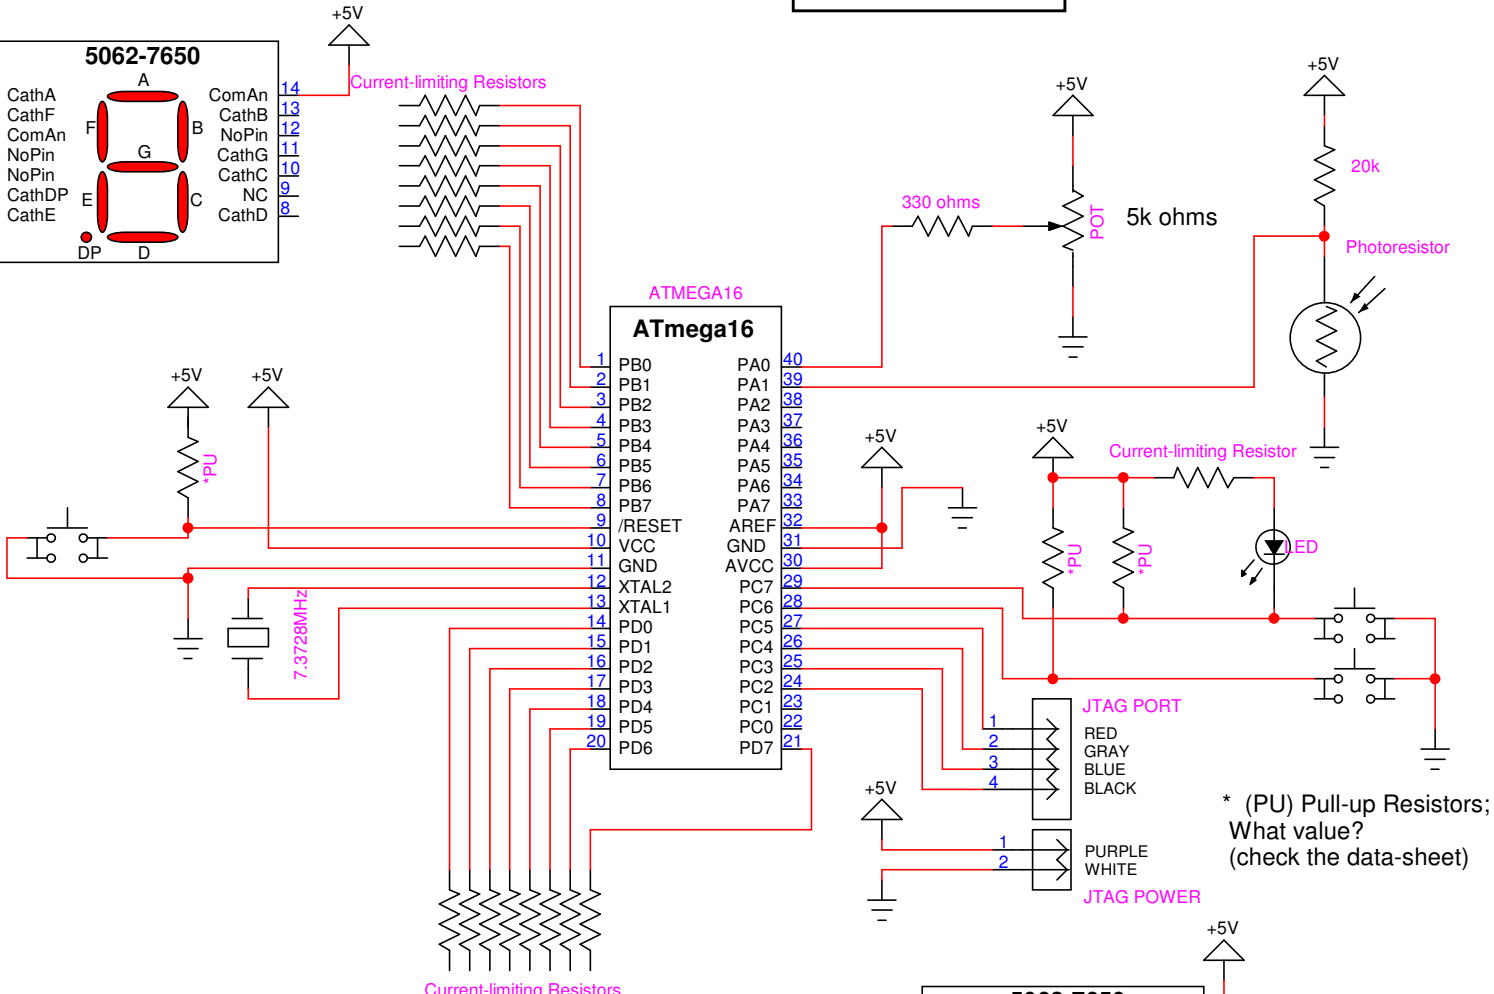 +5V
5062-7650
A
F
B
G
E
C
DP
D
CathA
CathF
ComAn
NoPin
NoPin
CathDP
CathE
ComAn 14
CathB 13
NoPin 12
CathG 11
CathC 10
NC 9
CathD 8
Current-limiting Resistors
+5V
330 ohms
POT
5k ohms
+5V
20k
Photoresistor
ATMEGA16
ATmega16
1 PB0
2 PB1
3 PB2
4 PB3
5 PB4
6 PB5
7 PB6
8 PB7
9 /RESET
10 VCC
11 GND
12 XTAL2
13 XTAL1
14 PD0
15 PD1
16 PD2
17 PD3
18 PD4
19 PD5
20 PD6
PA0 40
PA1 39
PA2 38
PA3 37
PA4 36
PA5 35
PA6 34
PA7 33
AREF 32
GND 31
AVCC 30
PC7 29
PC6 28
PC5 27
PC4 26
PC3 25
PC2 24
PC1 23
PC0 22
PD7 21
+5V
+5V
*PU
7.3728MHz
+5V
+5V
Current-limiting Resistor
*PU
*PU
LED
JTAG PORT
1 RED
2 GRAY
3 BLUE
4 BLACK
+5V
1 PURPLE
2 WHITE
JTAG POWER
* (PU) Pull-up Resistors;
What value?
(check the data-sheet)
Current-limiting Resistors
+5V
5062-7650